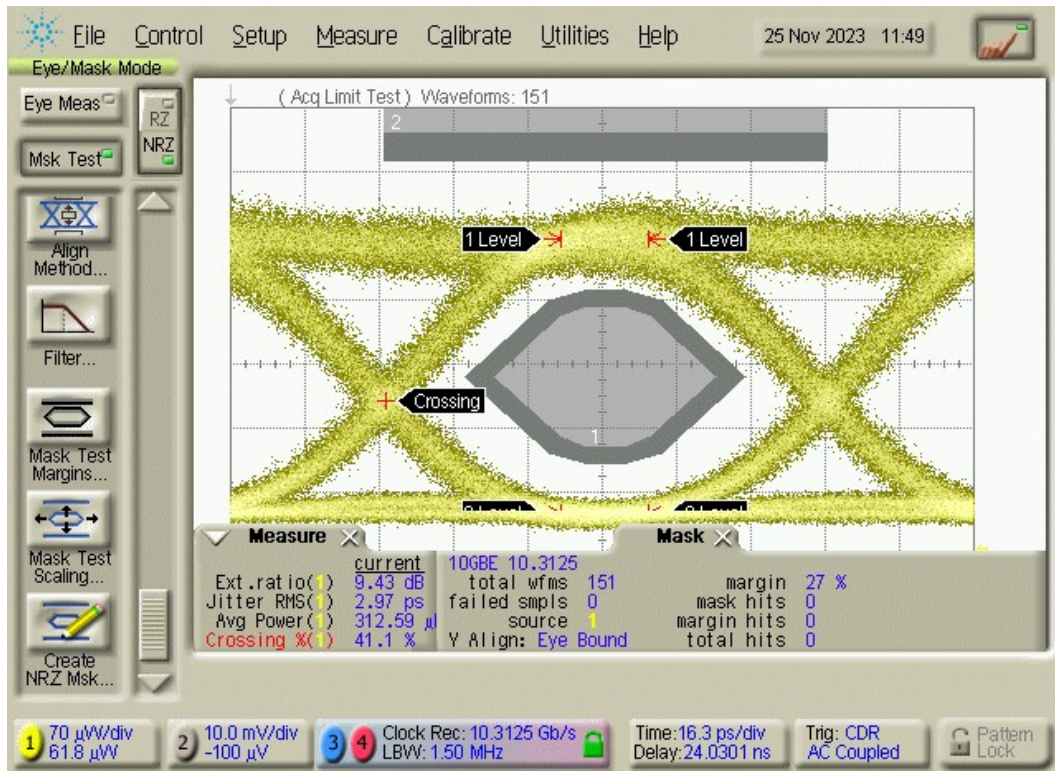 File Control Setup Measure Calibrate Utilities Help 25 Nov 2023 11:49
Eye/Mask Mode
Eye Meas
RZ
NRZ
Msk Test
Align
Method...
Filter...
Mask Test
Margins...
Mask Test
Scaling...
Create
NRZ Msk...
( Acq Limit Test ) Waveforms: 151
2
1 Level 1 Level
Crossing
1
Measure
current
Ext.ratio(1) 9.43 dB
Jitter RMS(1) 2.97 ps
Avg Power(1) 312.59
Crossing %(1) 41.1 %
Mask
10GBE 10.3125
total wfms 151 margin 27 %
failed smpls 0 mask hits 0
source 1 margin hits 0
Y Align: Eye Bound total hits 0
1 70 µW/div
61.8 µW
2 10.0 mV/div
-100 µV
3 4 Clock Rec: 10.3125 Gb/s
LBW: 1.50 MHz
Time:16.3 ps/div
Delay:24.0301 ns
Trig: CDR
AC Coupled
Pattern
Lock